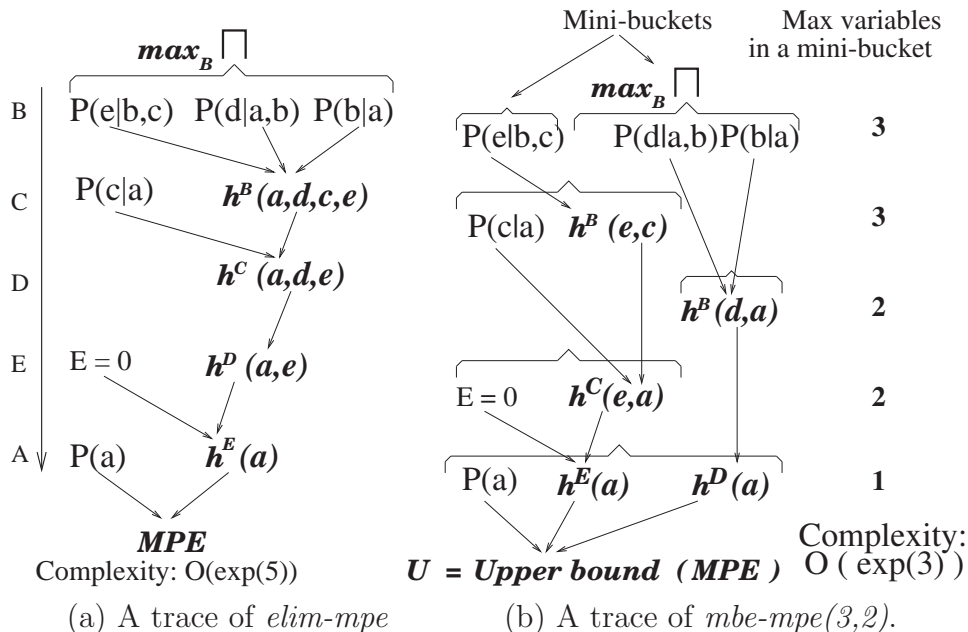 max_B ∏
B P(e|b,c) P(d|a,b) P(b|a)
C P(c|a) h^B (a,d,c,e)
D h^C (a,d,e)
E E = 0 h^D (a,e)
A P(a) h^E (a)
MPE
Complexity: O(exp(5))
(a) A trace of elim-mpe
Mini-buckets
Max variables
in a mini-bucket
max_B ∏
P(e|b,c) P(d|a,b) P(b|a) 3
P(c|a) h^B (e,c) 3
h^B (d,a) 2
E = 0 h^C (e,a) 2
P(a) h^E (a) h^D (a) 1
U = Upper bound (MPE)
Complexity:
O ( exp(3) )
(b) A trace of mbe-mpe(3,2).